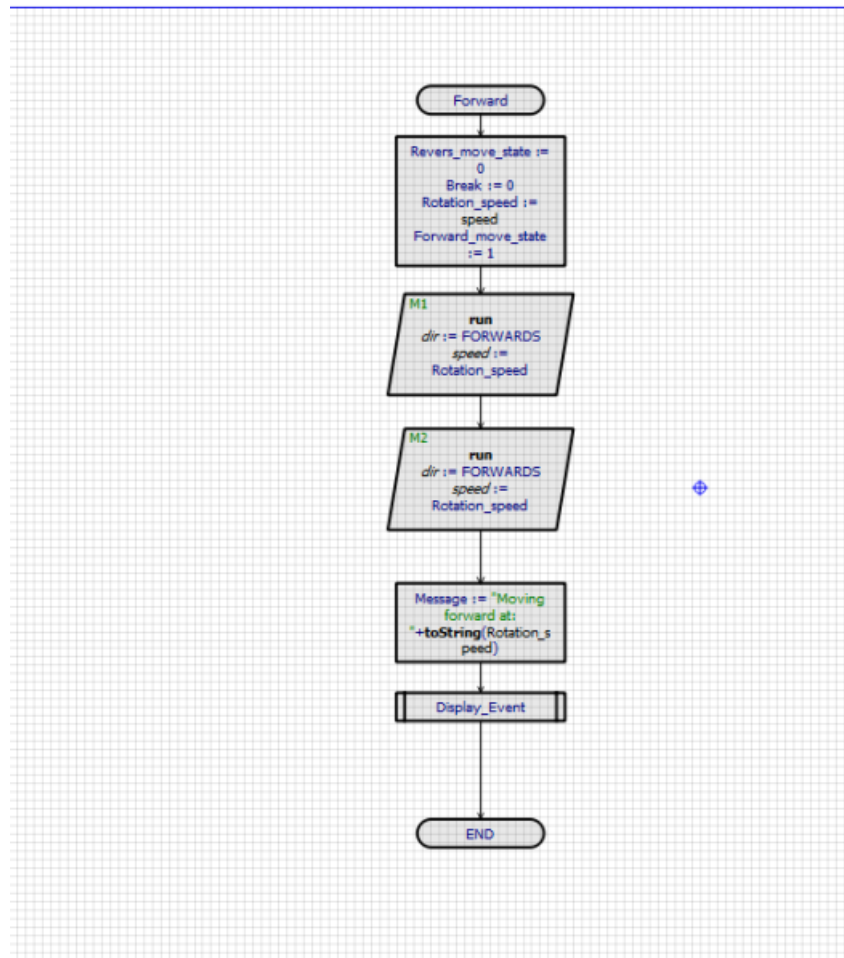 Forward
Revers_move_state :=
0
Break := 0
Rotation_speed :=
speed
Forward_move_state
:= 1
M1
run
dir := FORWARDS
speed :=
Rotation_speed
M2
run
dir := FORWARDS
speed :=
Rotation_speed
Message := "Moving
forward at:
"+toString(Rotation_s
peed)
Display_Event
END